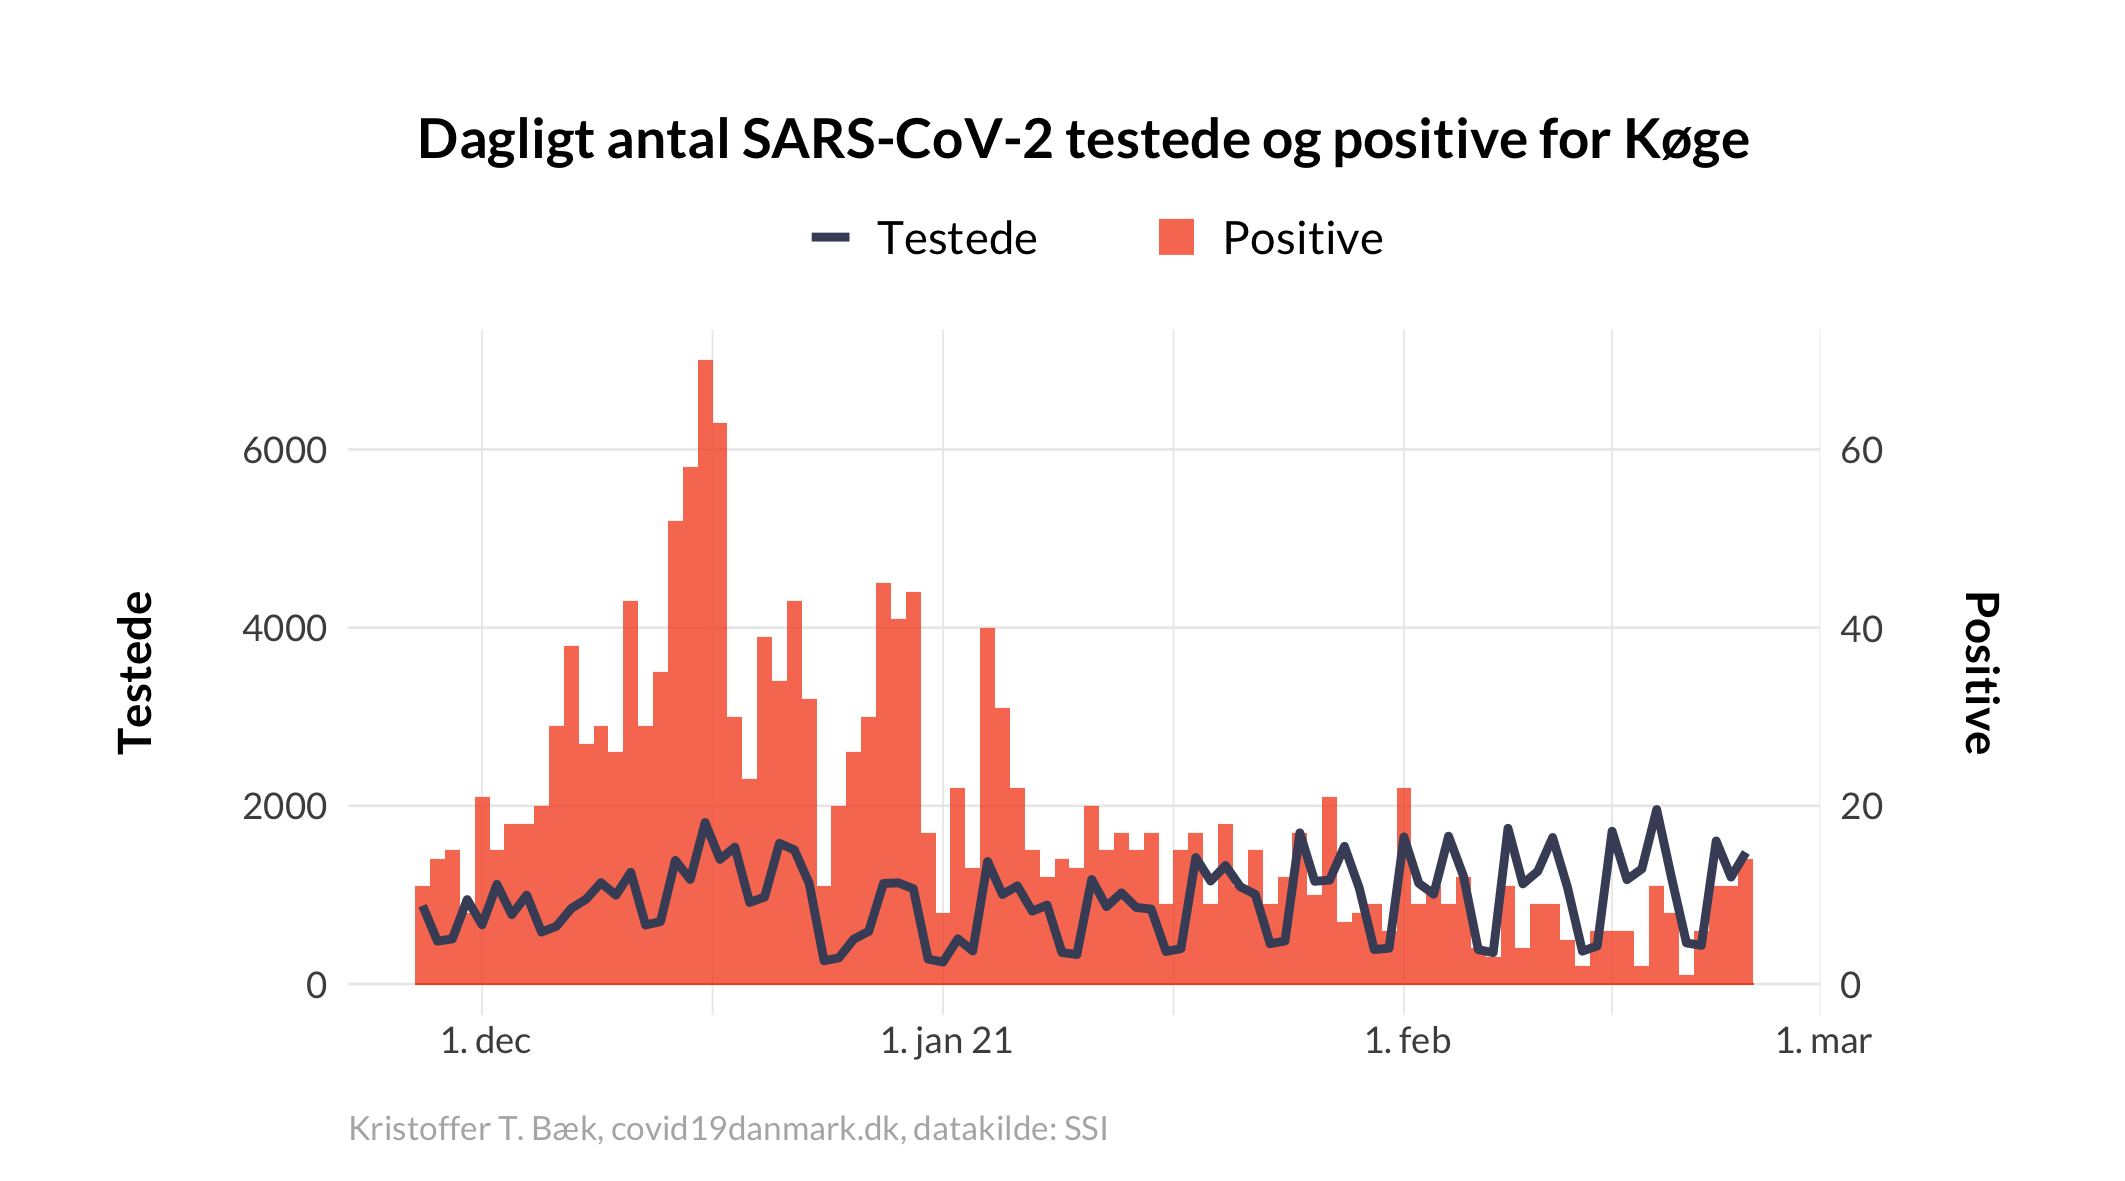 Dagligt antal SARS-CoV-2 testede og positive for Køge
Testede
Positive
6000
4000
2000
0
60
40
20
0
Testede
Positive
1. dec
1. jan 21
1. feb
1. mar
Kristoffer T. Bæk, covid19danmark.dk, datakilde: SSI